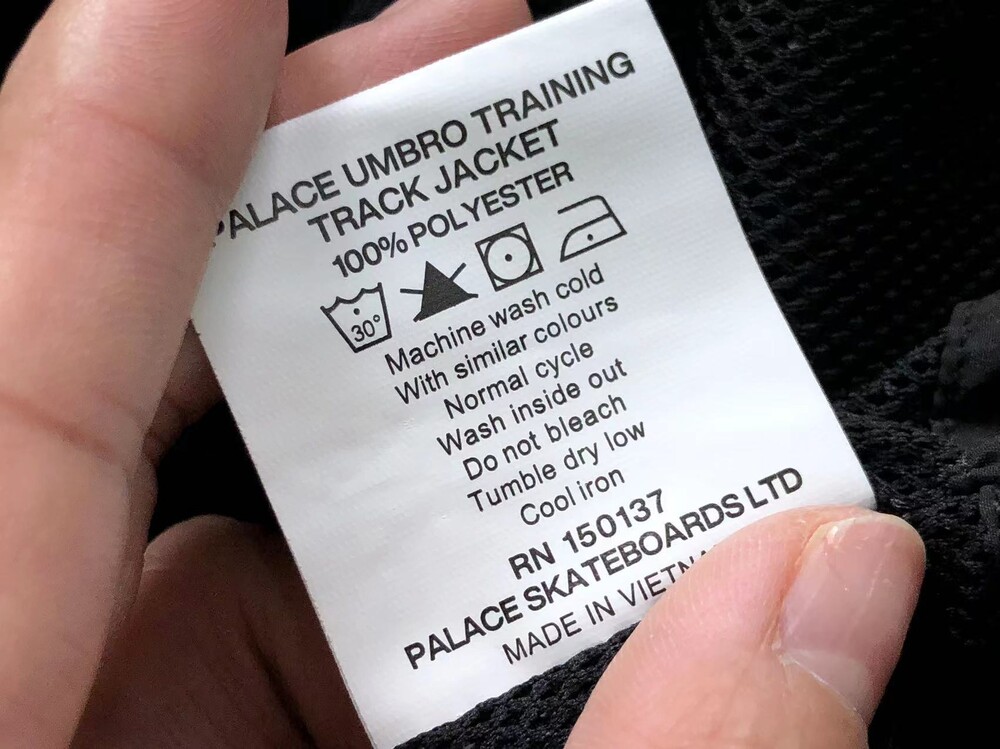 PALACE UMBRO TRAINING
TRACK JACKET
100% POLYESTER
30°
Machine wash cold
With similar colours
Normal cycle
Wash inside out
Do not bleach
Tumble dry low
Cool iron
RN 150137
PALACE SKATEBOARDS LTD
MADE IN